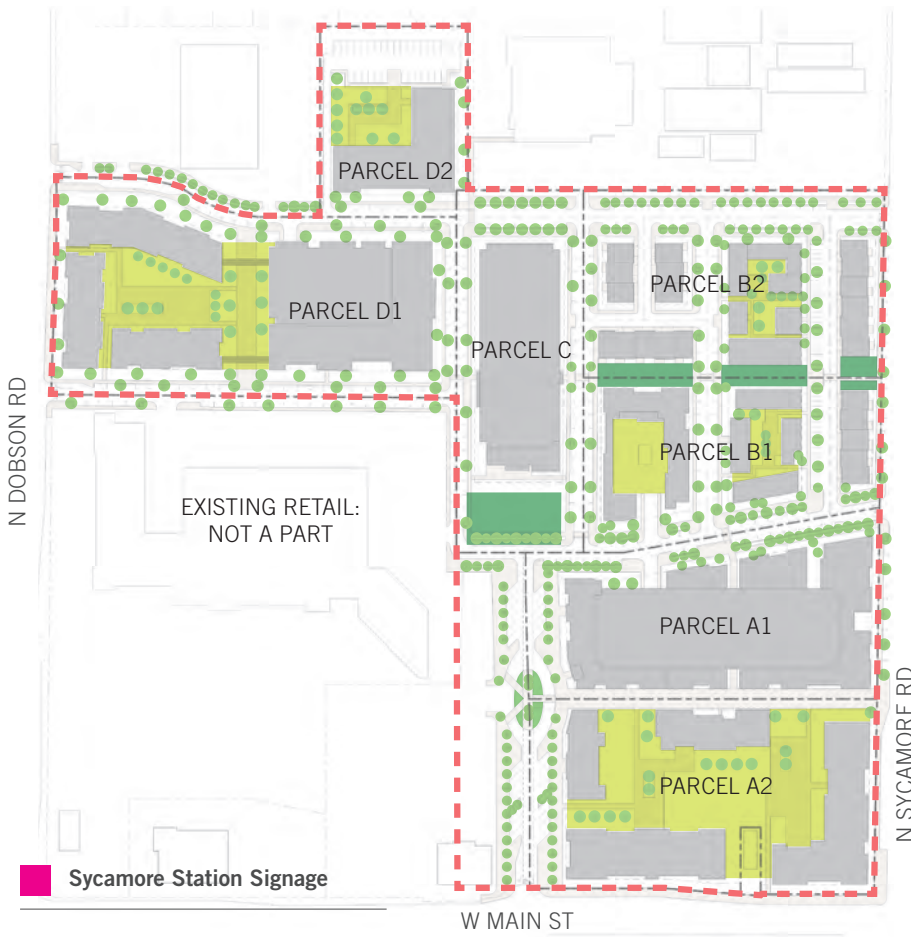 PARCEL D2
PARCEL B2
PARCEL D1
PARCEL C
N DOBSON RD
PARCEL B1
EXISTING RETAIL:
NOT A PART
PARCEL A1
N SYCAMORE RD
PARCEL A2
Sycamore Station Signage
W MAIN ST